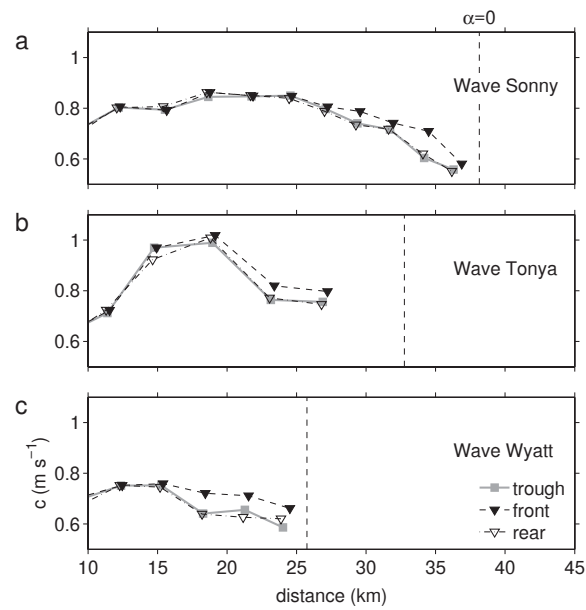 α=0
a
1
Wave Sonny
0.8
0.6
b
1
Wave Tonya
0.8
0.6
c
1
Wave Wyatt
0.8
trough
front
0.6
rear
c (m s⁻¹)
10 15 20 25 30 35 40 45
distance (km)